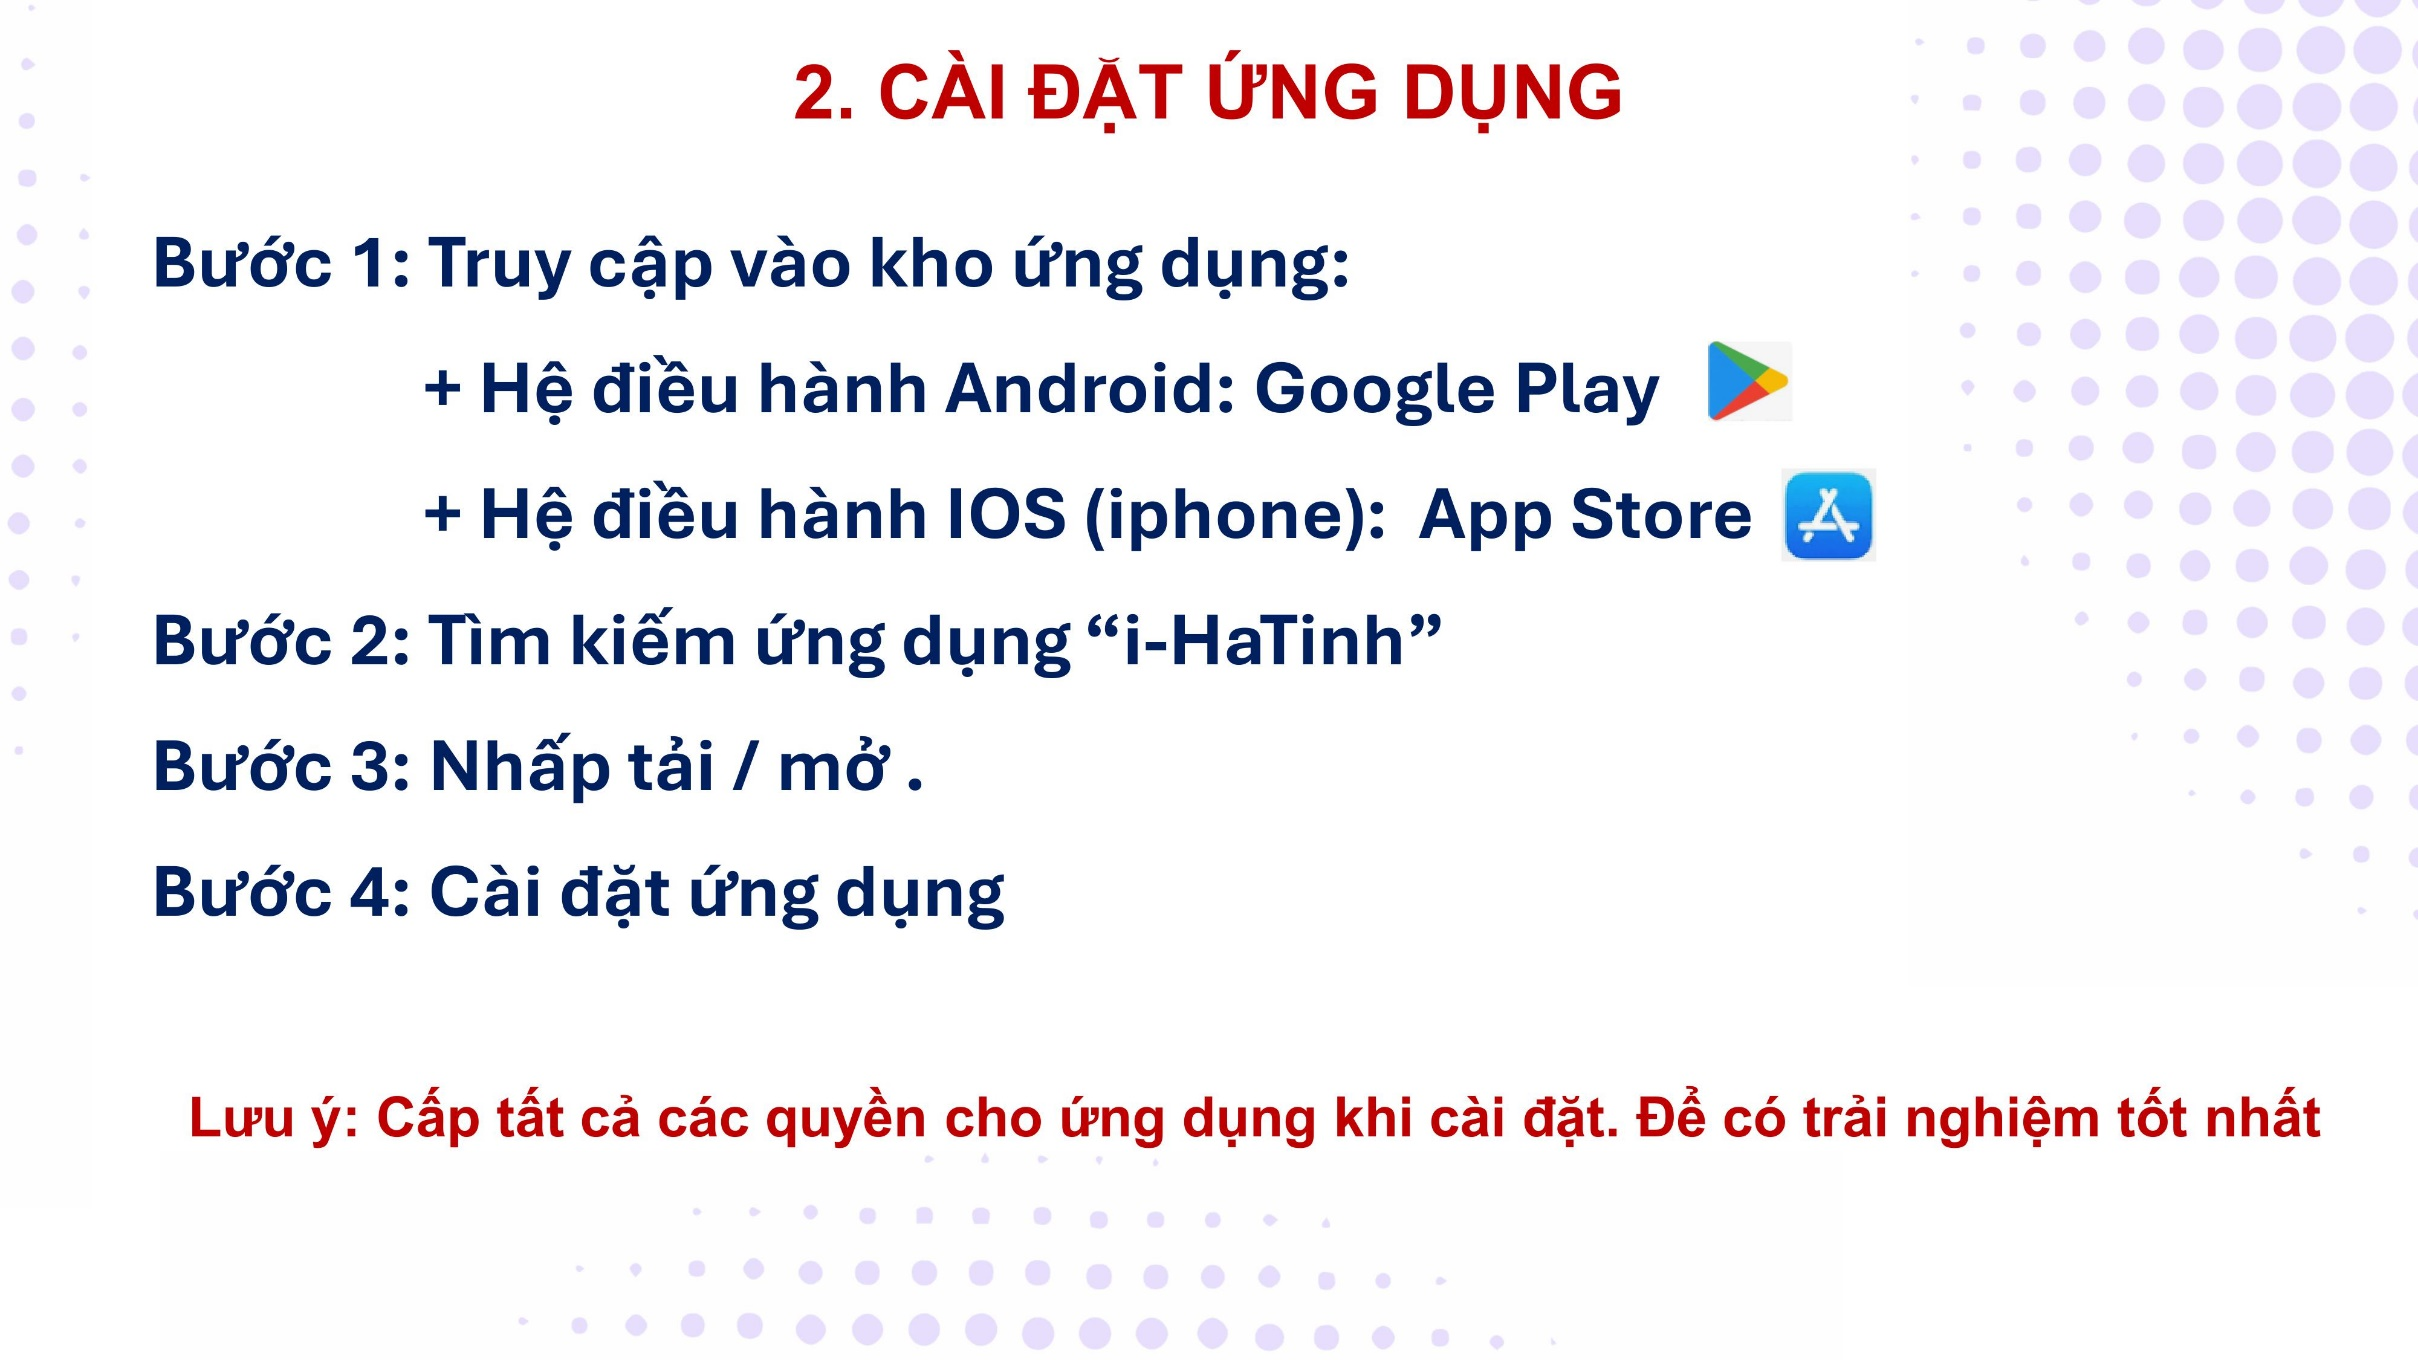 2. CÀI ĐẶT ỨNG DỤNG
Bước 1: Truy cập vào kho ứng dụng:
+ Hệ điều hành Android: Google Play
+ Hệ điều hành IOS (iphone): App Store
Bước 2: Tìm kiếm ứng dụng “i-HaTinh”
Bước 3: Nhấp tải / mở .
Bước 4: Cài đặt ứng dụng
Lưu ý: Cấp tất cả các quyền cho ứng dụng khi cài đặt. Để có trải nghiệm tốt nhất